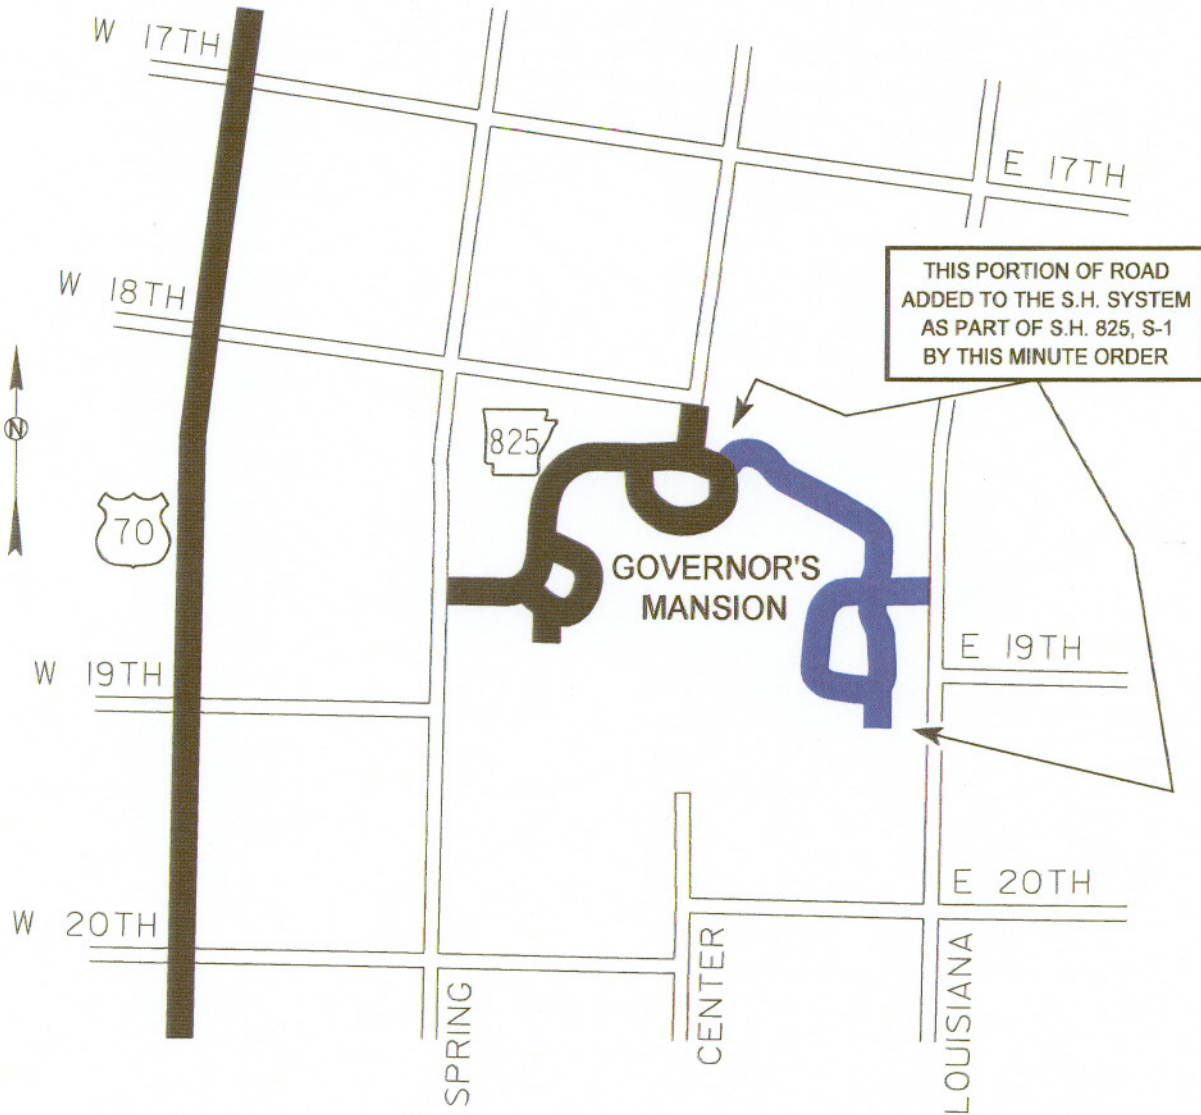 W 17TH
E 17TH
THIS PORTION OF ROAD
ADDED TO THE S.H. SYSTEM
AS PART OF S.H. 825, S-1
BY THIS MINUTE ORDER
W 18TH
N
825
70
GOVERNOR'S
MANSION
W 19TH
E 19TH
E 20TH
W 20TH
SPRING
CENTER
LOUISIANA